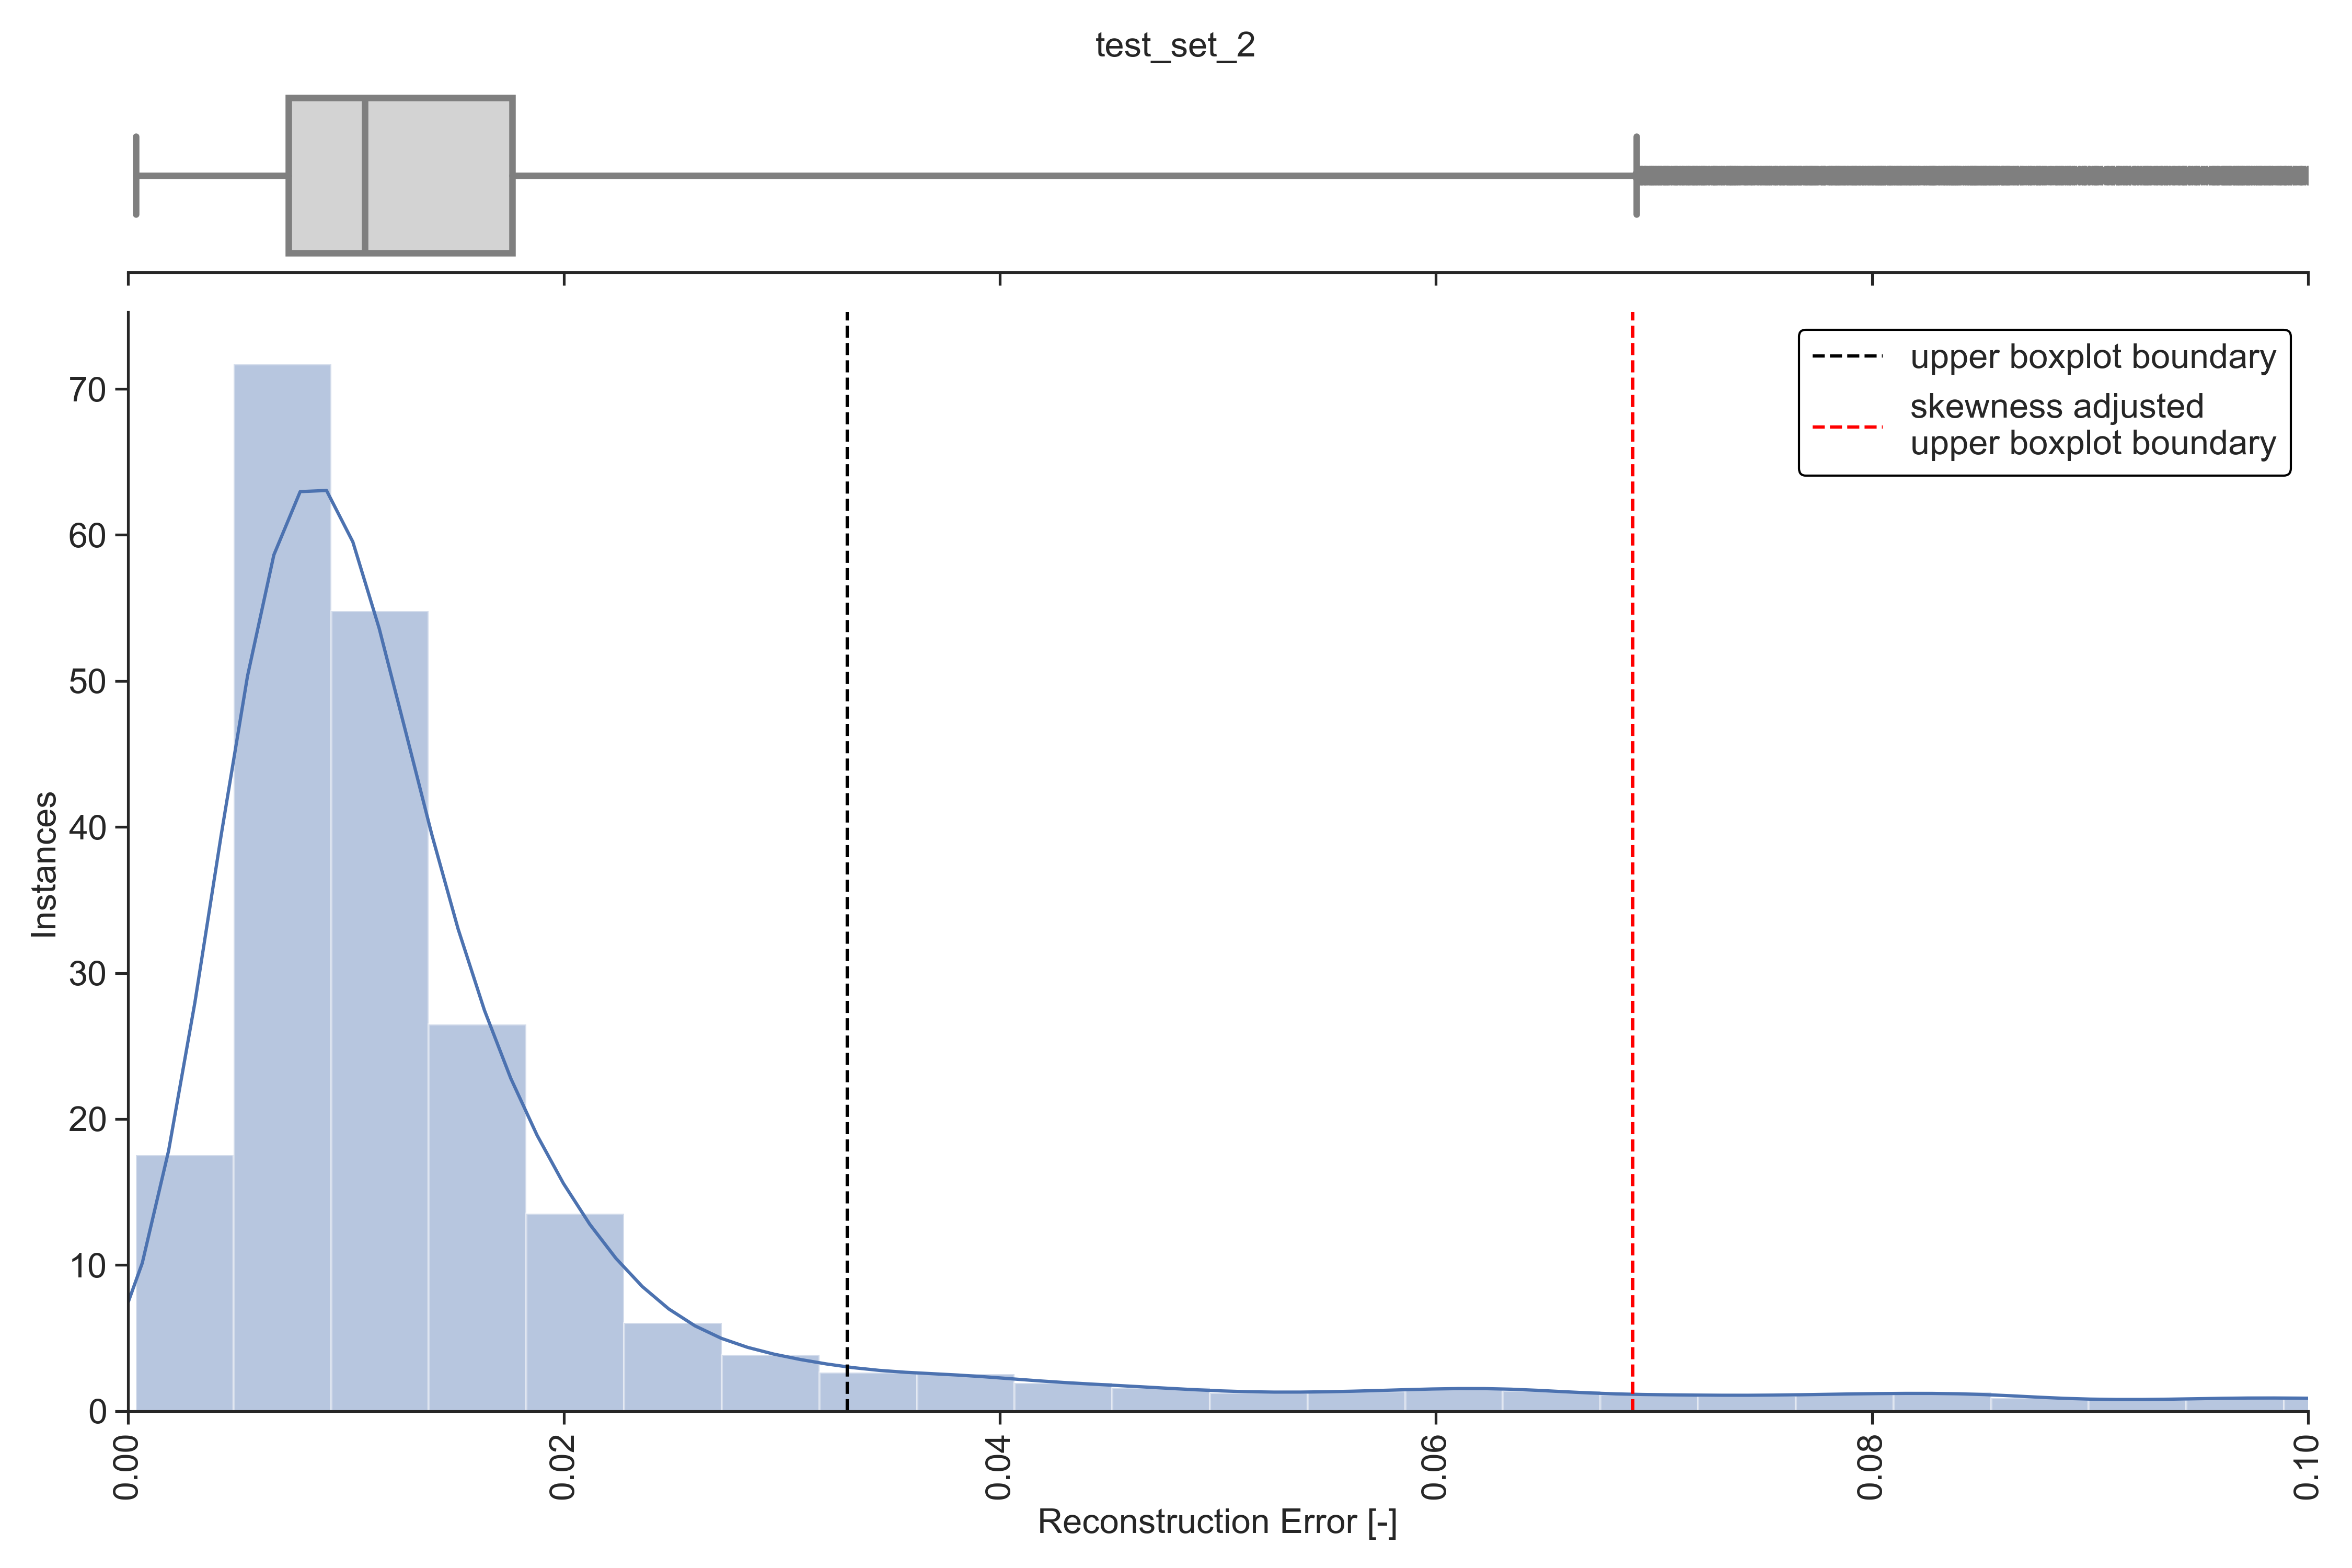 test_set_2
upper boxplot boundary
skewness adjusted
upper boxplot boundary
70
60
50
40
30
20
10
0
Instances
0.00
0.02
0.04
0.06
0.08
0.10
Reconstruction Error [-]